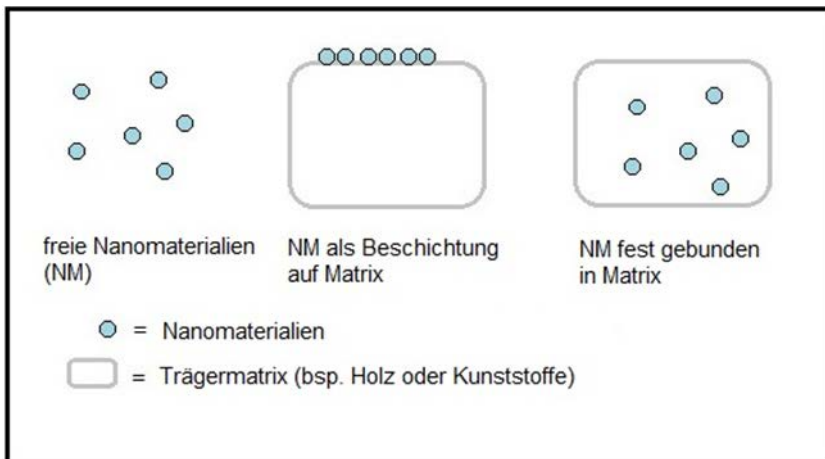 freie Nanomaterialien
(NM)
NM als Beschichtung
auf Matrix
NM fest gebunden
in Matrix
= Nanomaterialien
= Trägermatrix (bsp. Holz oder Kunststoffe)